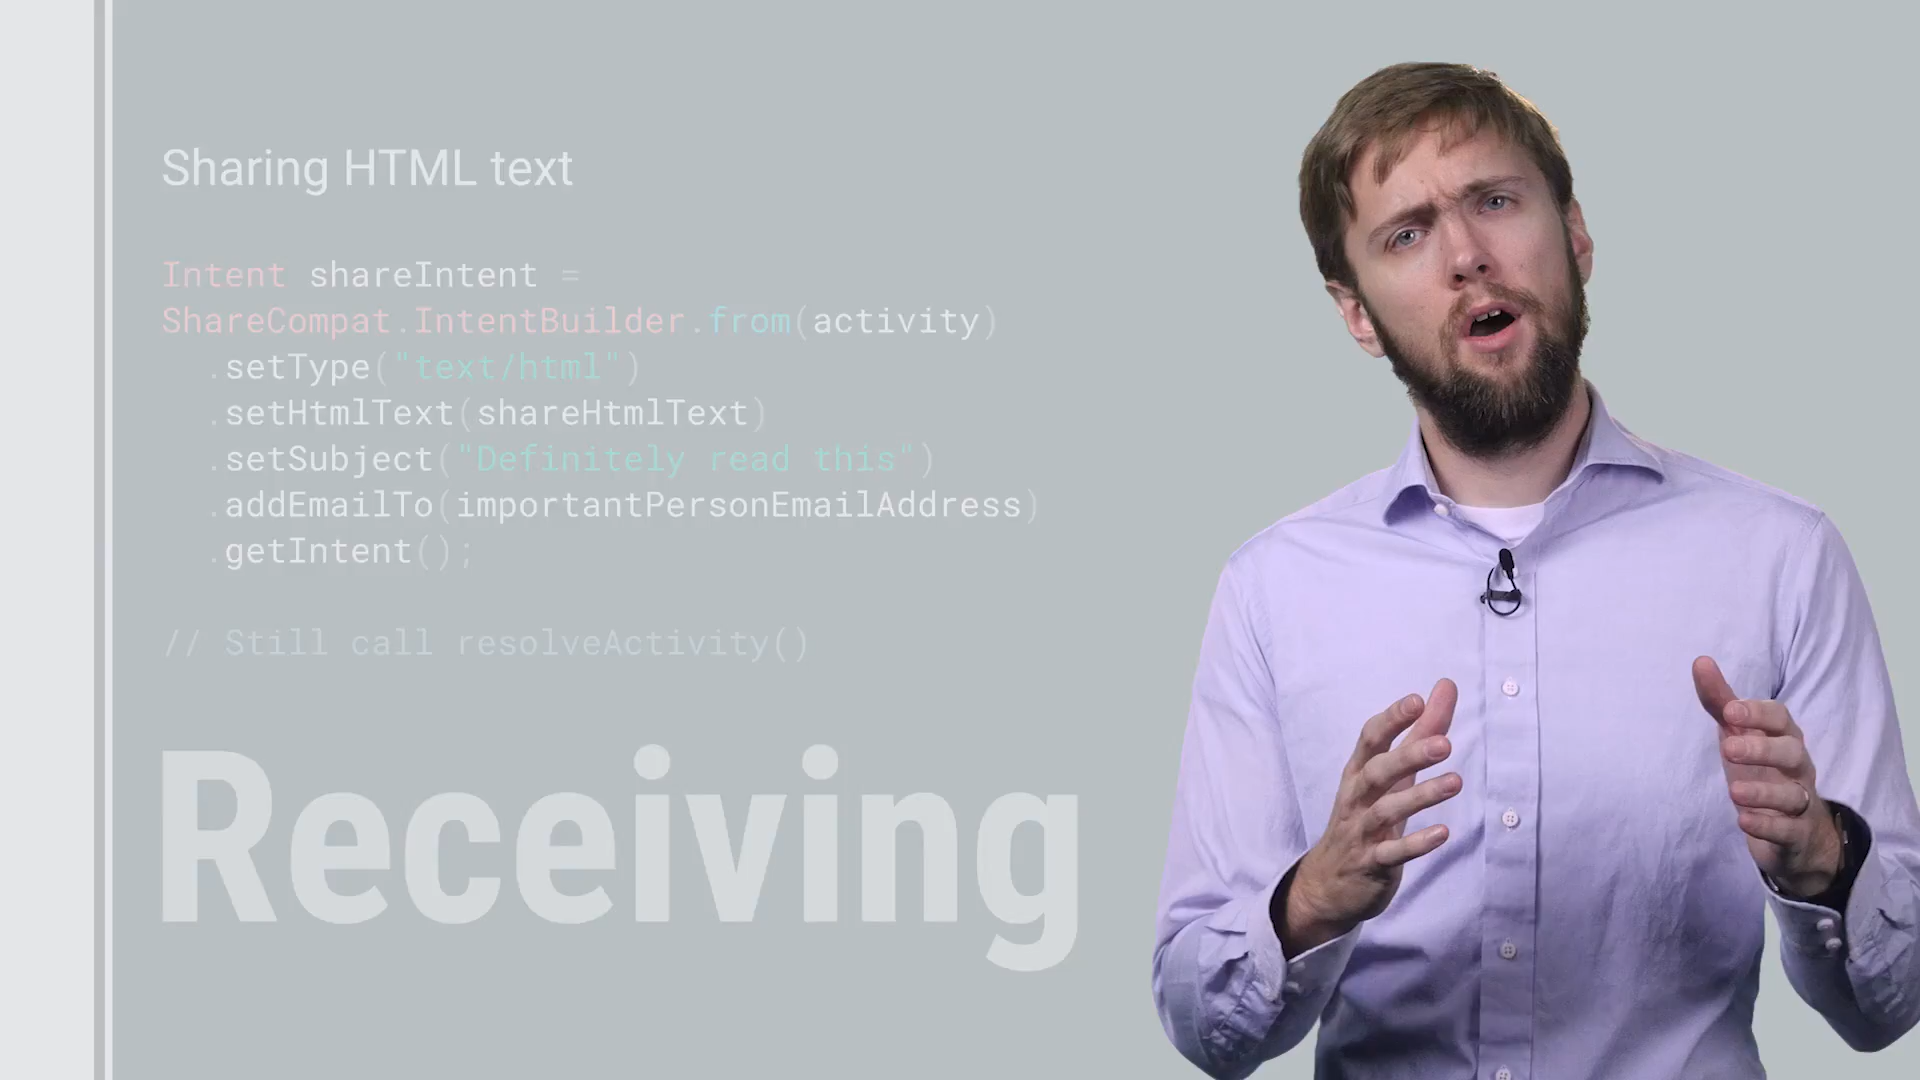 Sharing HTML text
Intent shareIntent =
ShareCompat.IntentBuilder.from(activity)
.setType("text/html")
.setHtmlText(shareHtmlText)
.setSubject("Definitely read this")
.addEmailTo(importantPersonEmailAddress)
.getIntent();
// Still call resolveActivity()
Receiving